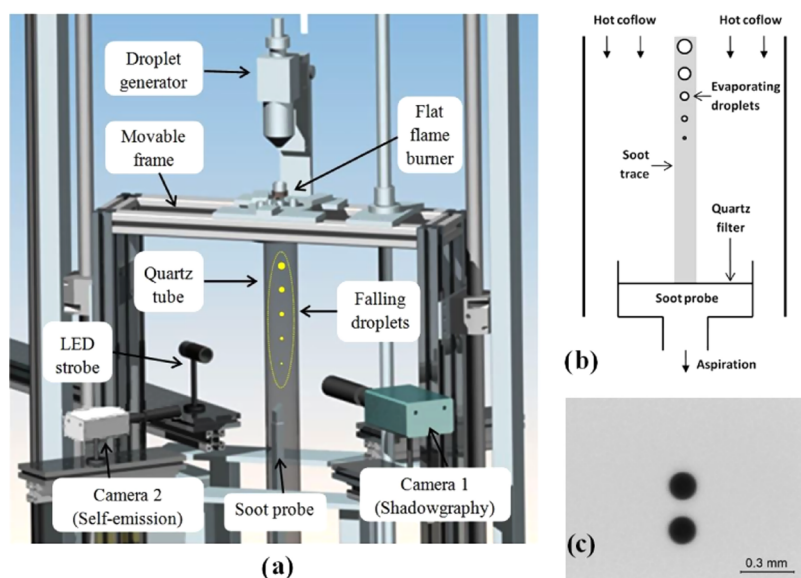 Droplet
generator
Flat
flame
burner
Movable
frame
Quartz
tube
Falling
droplets
LED
strobe
Camera 2
(Self-emission)
Soot probe
Camera 1
(Shadowgraphy)
(a)
Hot coflow
Hot coflow
Evaporating
droplets
Soot
trace
Quartz
filter
Soot probe
Aspiration
(b)
(c)
0.3 mm